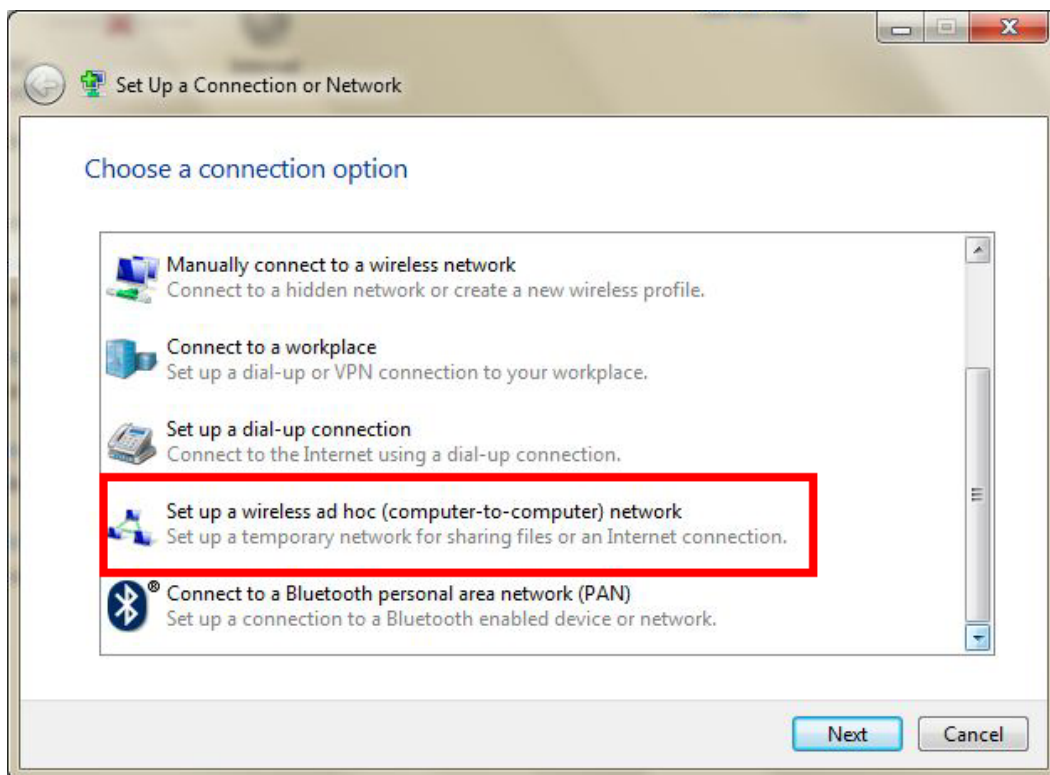 Set Up a Connection or Network
Choose a connection option
Manually connect to a wireless network
Connect to a hidden network or create a new wireless profile.
Connect to a workplace
Set up a dial-up or VPN connection to your workplace.
Set up a dial-up connection
Connect to the Internet using a dial-up connection.
Set up a wireless ad hoc (computer-to-computer) network
Set up a temporary network for sharing files or an Internet connection.
® Connect to a Bluetooth personal area network (PAN)
Set up a connection to a Bluetooth enabled device or network.
Next Cancel